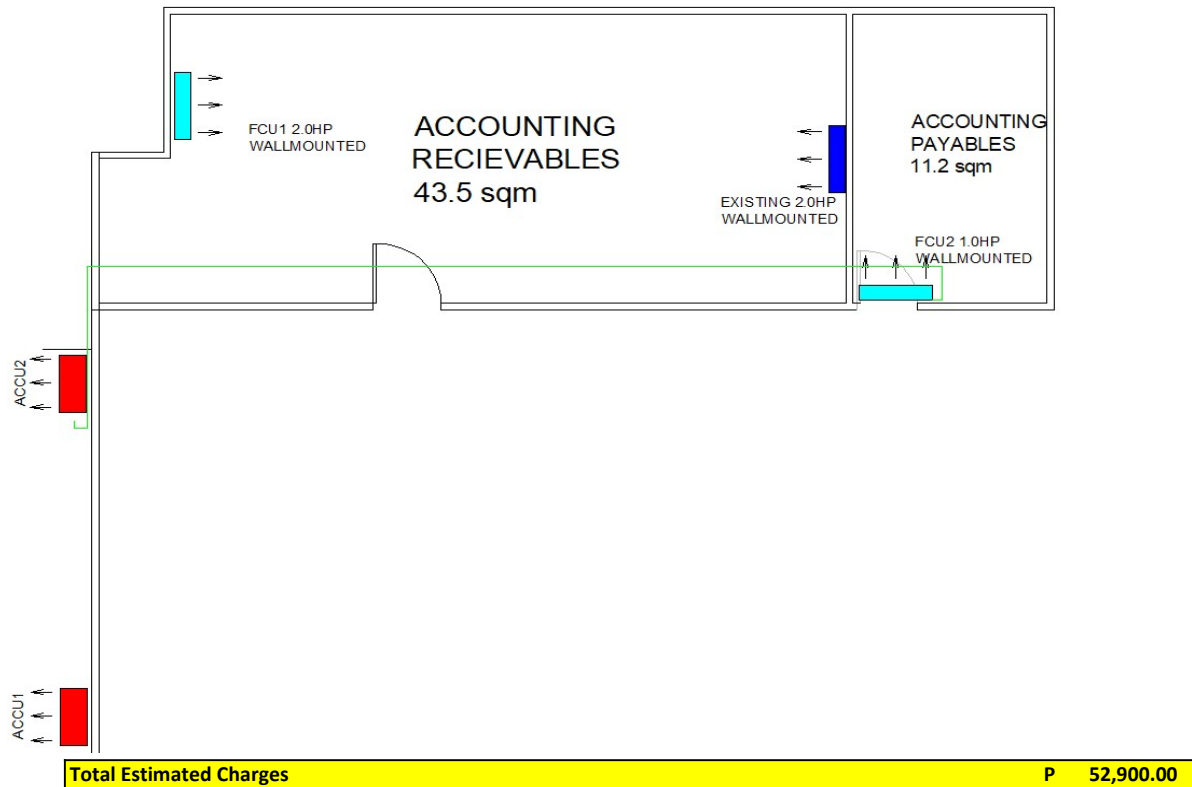 ACCOUNTING
RECIEVABLES
43.5 sqm
FCU1 2.0HP
WALLMOUNTED
EXISTING 2.0HP
WALLMOUNTED
ACCOUNTING
PAYABLES
11.2 sqm
FCU2 1.0HP
WALLMOUNTED
ACCU2
ACCU1
Total Estimated Charges P 52,900.00